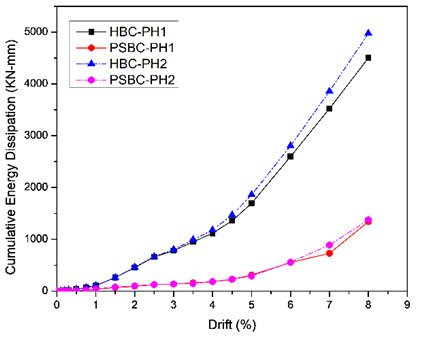 HBC-PH1
PSBC-PH1
HBC-PH2
PSBC-PH2
Cumulative Energy Dissipation (KN-mm)
5000
4000
3000
2000
1000
0
0 1 2 3 4 5 6 7 8 9
Drift (%)